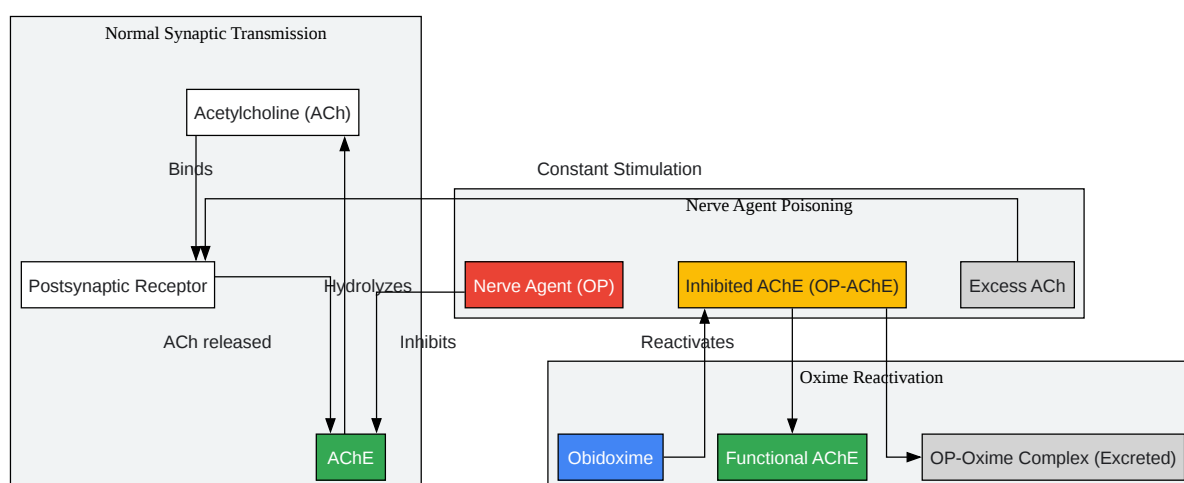 Normal Synaptic Transmission
Acetylcholine (ACh)
Binds
Constant Stimulation
Nerve Agent Poisoning
Postsynaptic Receptor
Hydrolyzes
Nerve Agent (OP)
Inhibited AChE (OP-AChE)
Excess ACh
ACh released
Inhibits
Reactivates
Oxime Reactivation
AChE
Obidoxime
Functional AChE
OP-Oxime Complex (Excreted)